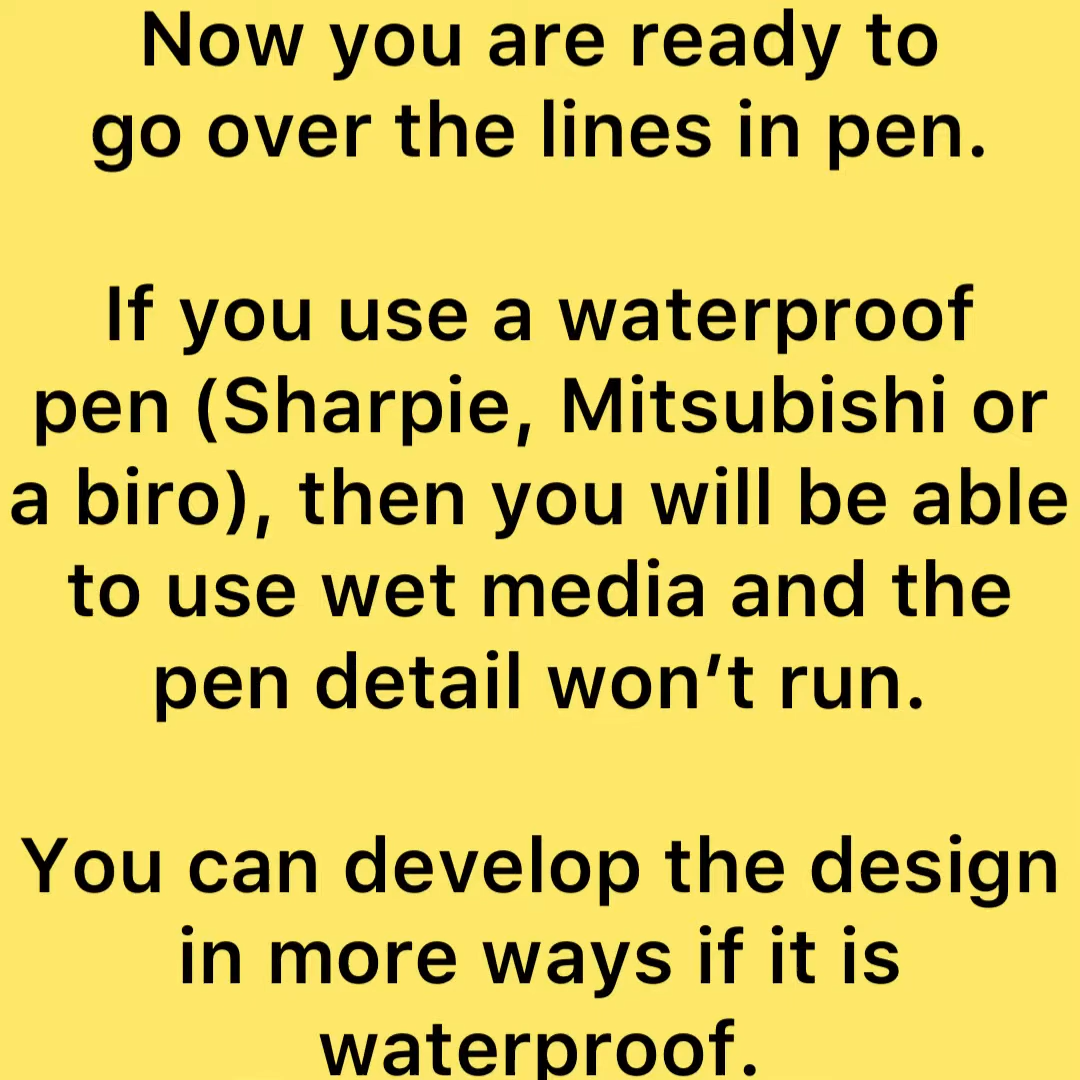 Now you are ready to
go over the lines in pen.
If you use a waterproof
pen (Sharpie, Mitsubishi or
a biro), then you will be able
to use wet media and the
pen detail won’t run.
You can develop the design
in more ways if it is
waterproof.